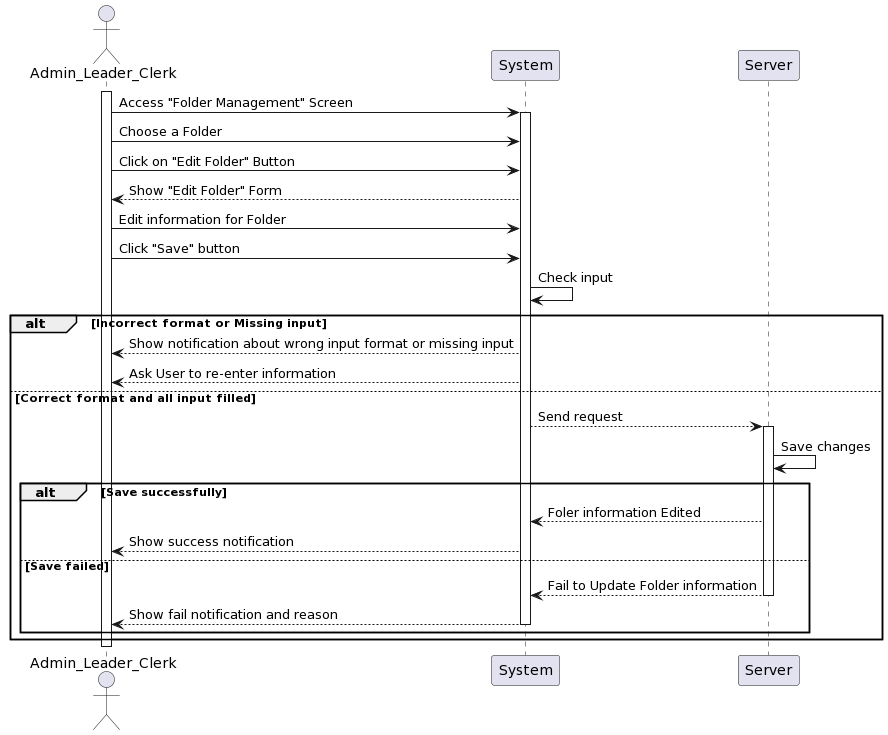 Admin_Leader_Clerk
System
Server
Access "Folder Management" Screen
Choose a Folder
Click on "Edit Folder" Button
Show "Edit Folder" Form
Edit information for Folder
Click "Save" button
Check input
alt [Incorrect format or Missing input]
Show notification about wrong input format or missing input
Ask User to re-enter information
[Correct format and all input filled]
Send request
Save changes
alt [Save successfully]
Foler information Edited
Show success notification
[Save failed]
Fail to Update Folder information
Show fail notification and reason
Admin_Leader_Clerk
System
Server